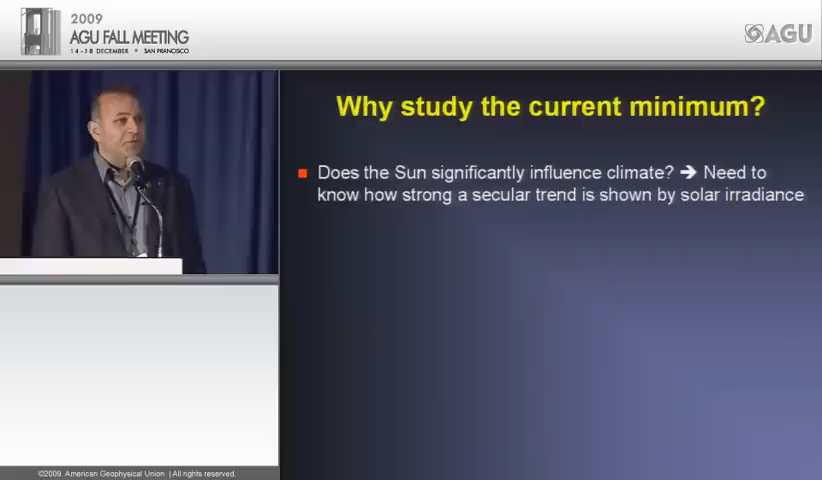 2009
AGU FALL MEETING
14-18 DECEMBER • SAN FRANCISCO
AGU
Why study the current minimum?
Does the Sun significantly influence climate? ➔ Need to
know how strong a secular trend is shown by solar irradiance
©2009 American Geophysical Union | All rights reserved.